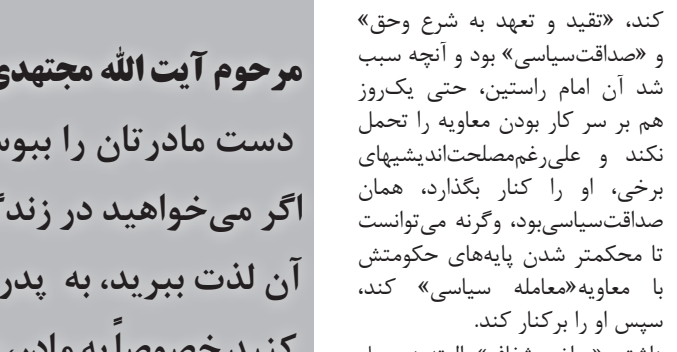 کند، «تقید و تعهد به شرع وحق»
و «صداقت‌سیاسی» بود و آنچه سبب
شد آن امام راستین، حتی یک‌روز
هم بر سر کار بودن معاویه را تحمل
نکند و علی‌رغم‌مصلحت‌اندیشیهای
برخی، او را کنار بگذارد، همان
صداقت‌سیاسی‌بود، وگرنه می‌توانست
تا محکمتر شدن پایه‌های حکومتش
با معاویه«معامله سیاسی» کند،
سپس او را برکنار کند.
مرحوم آیت الله مجتهدی
دست مادرتان را
اگر می‌خواهید در
آن لذت ببرید، به پدر
کنید خصوصاً به مادر،